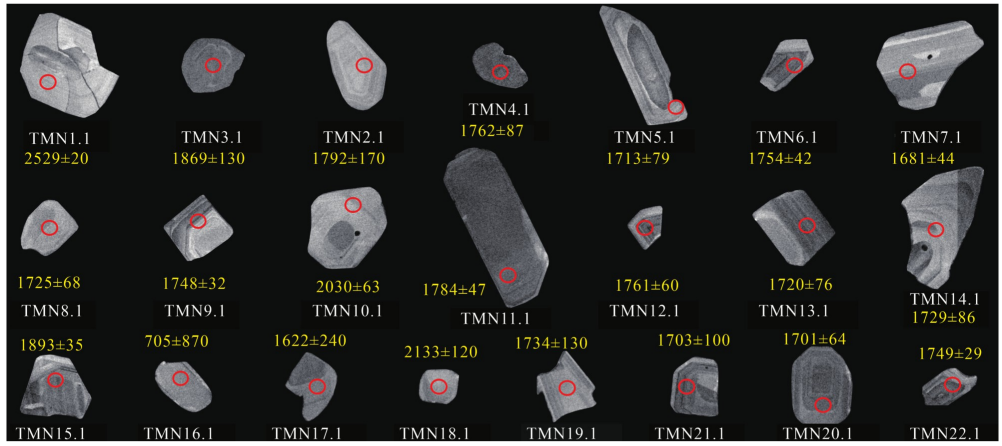 TMN1.1
2529±20
TMN3.1
1869±130
TMN2.1
1792±170
TMN4.1
1762±87
TMN5.1
1713±79
TMN6.1
1754±42
TMN7.1
1681±44
1725±68
TMN8.1
1748±32
TMN9.1
2030±63
TMN10.1
1784±47
TMN11.1
1761±60
TMN12.1
1720±76
TMN13.1
TMN14.1
1729±86
1893±35
TMN15.1
705±870
TMN16.1
1622±240
TMN17.1
2133±120
TMN18.1
1734±130
TMN19.1
1703±100
TMN21.1
1701±64
TMN20.1
1749±29
TMN22.1